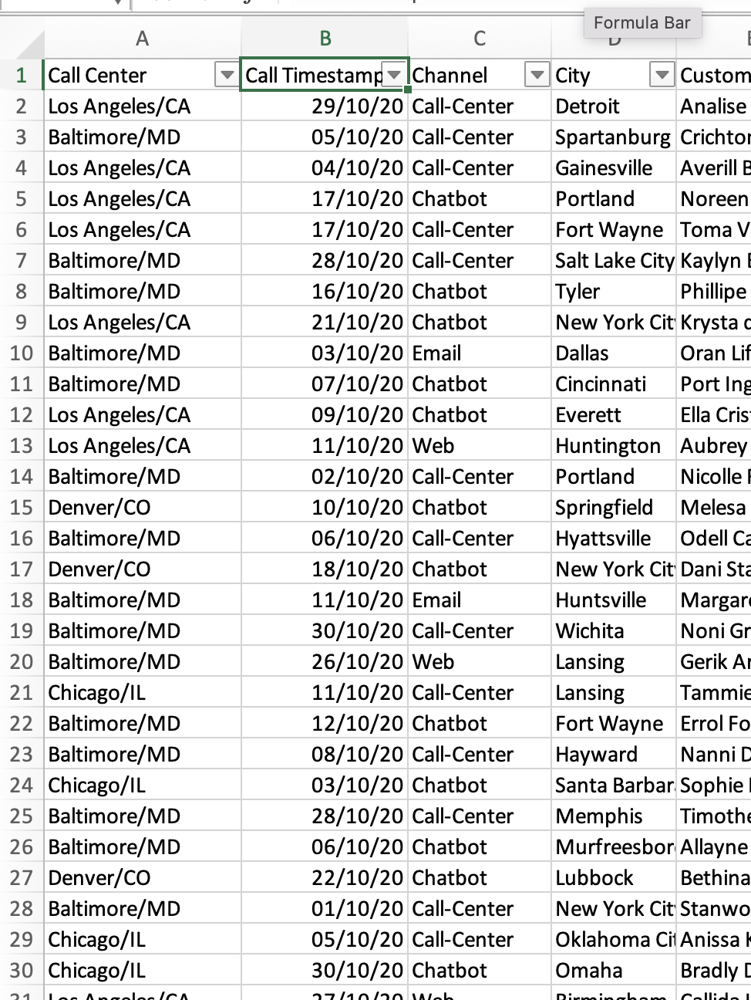 Formula Bar
A B C D
1 Call Center Call Timestamp Channel City Custom
2 Los Angeles/CA 29/10/20 Call-Center Detroit Analise
3 Baltimore/MD 05/10/20 Call-Center Spartanburg Crichton
4 Los Angeles/CA 04/10/20 Call-Center Gainesville Averill B
5 Los Angeles/CA 17/10/20 Chatbot Portland Noreen
6 Los Angeles/CA 17/10/20 Call-Center Fort Wayne Toma V
7 Baltimore/MD 28/10/20 Call-Center Salt Lake City Kaylyn
8 Baltimore/MD 16/10/20 Chatbot Tyler Phillipe
9 Los Angeles/CA 21/10/20 Chatbot New York Cit Krysta d
10 Baltimore/MD 03/10/20 Email Dallas Oran Lif
11 Baltimore/MD 07/10/20 Chatbot Cincinnati Port Ing
12 Los Angeles/CA 09/10/20 Chatbot Everett Ella Cris
13 Los Angeles/CA 11/10/20 Web Huntington Aubrey
14 Baltimore/MD 02/10/20 Call-Center Portland Nicolle
15 Denver/CO 10/10/20 Chatbot Springfield Melesa
16 Baltimore/MD 06/10/20 Call-Center Hyattsville Odell Ca
17 Denver/CO 18/10/20 Chatbot New York Cit Dani Sta
18 Baltimore/MD 11/10/20 Email Huntsville Margare
19 Baltimore/MD 30/10/20 Call-Center Wichita Noni Gr
20 Baltimore/MD 26/10/20 Web Lansing Gerik Ar
21 Chicago/IL 11/10/20 Call-Center Lansing Tammie
22 Baltimore/MD 12/10/20 Chatbot Fort Wayne Errol Fo
23 Baltimore/MD 08/10/20 Call-Center Hayward Nanni D
24 Chicago/IL 03/10/20 Chatbot Santa Barbar Sophie
25 Baltimore/MD 28/10/20 Call-Center Memphis Timothe
26 Baltimore/MD 06/10/20 Chatbot Murfreesbor Allayne
27 Denver/CO 22/10/20 Chatbot Lubbock Bethina
28 Baltimore/MD 01/10/20 Call-Center New York Cit Stanwo
29 Chicago/IL 05/10/20 Call-Center Oklahoma Cit Anissa K
30 Chicago/IL 30/10/20 Chatbot Omaha Bradly D
31 Los Angeles/CA 27/10/20 Web Birmingham Callida